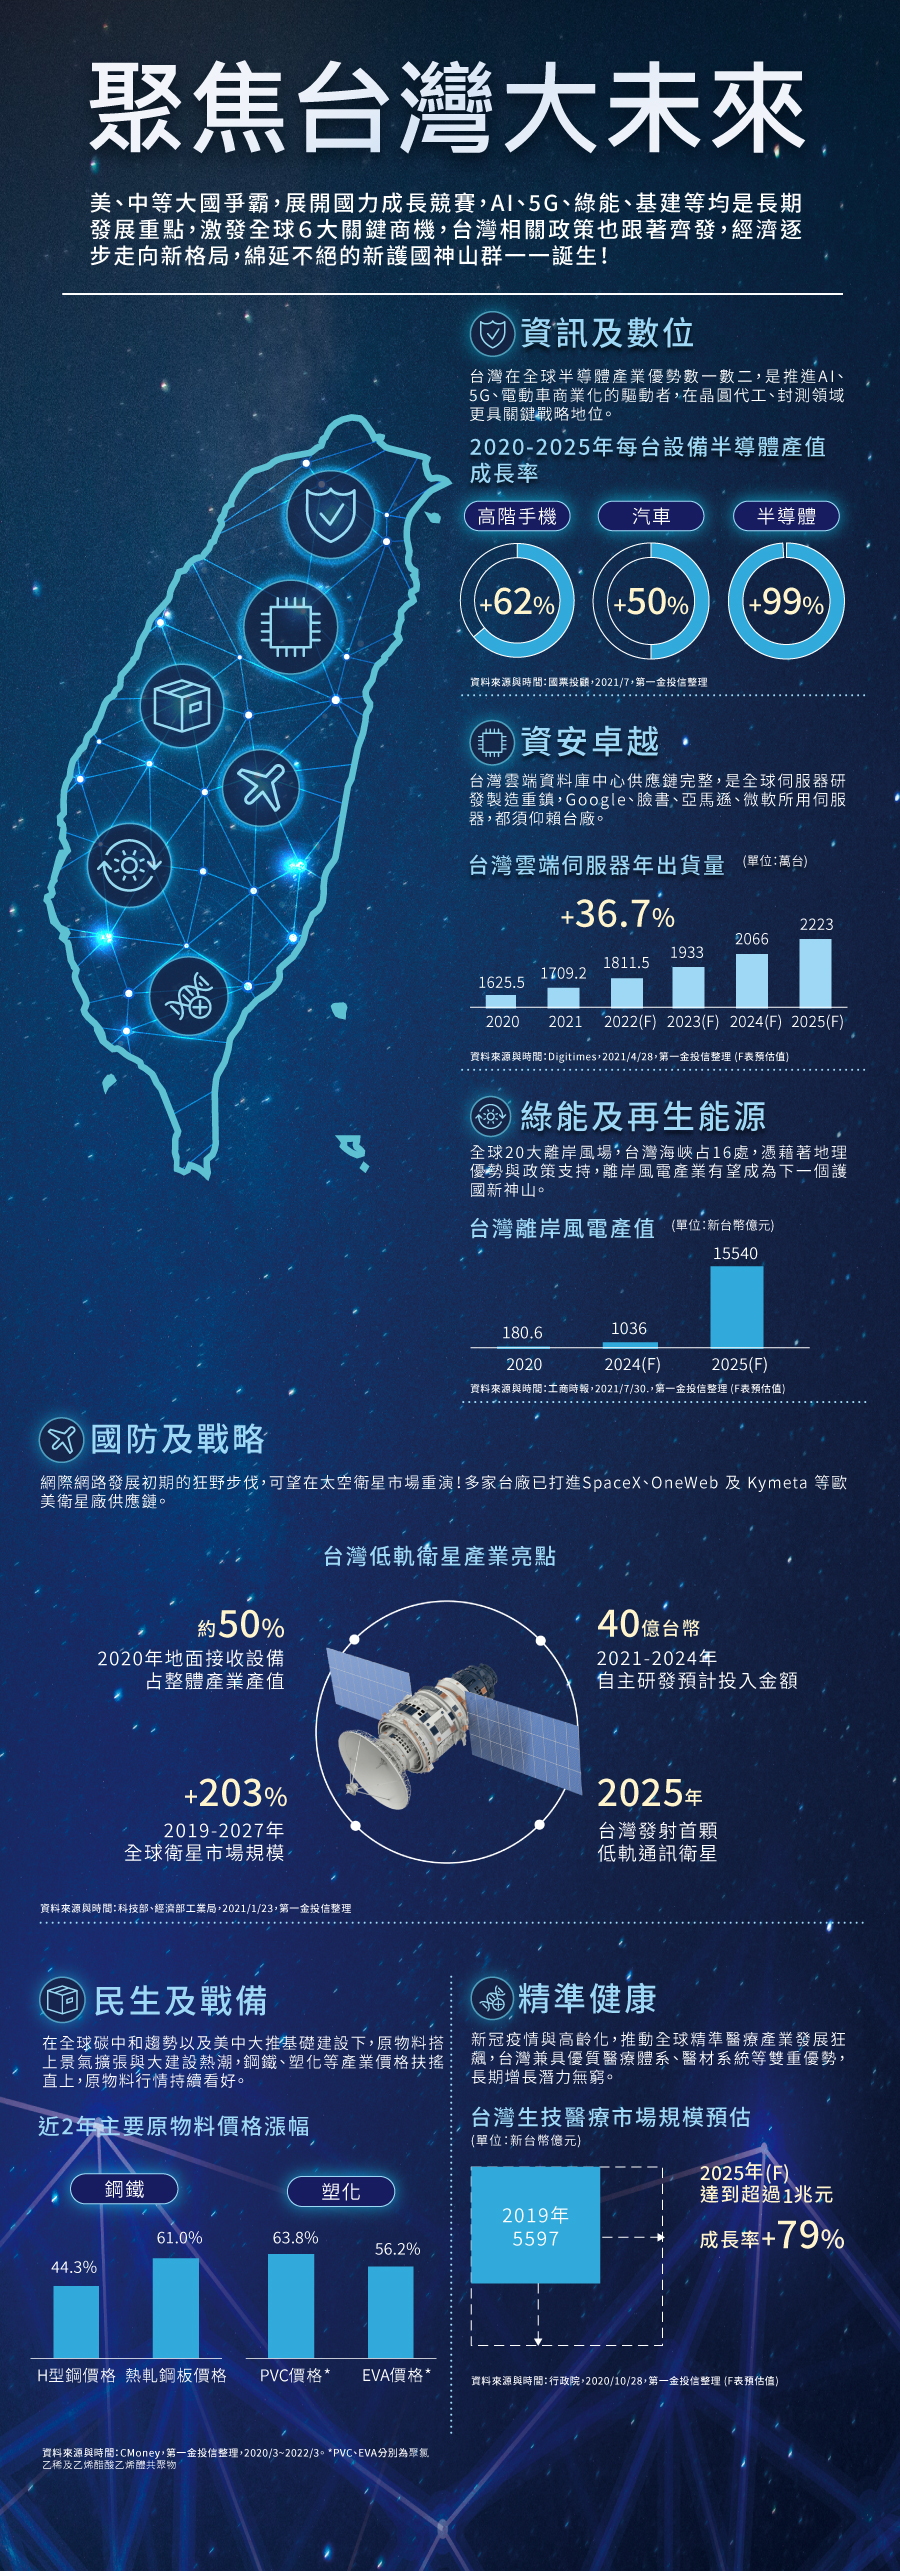 聚焦台灣大未來
美、中等大國爭霸，展開國力成長競賽，AI、5G、綠能、基建等均是長期
發展重點，激發全球6大關鍵商機，台灣相關政策也跟著齊發，經濟逐
步走向新格局，綿延不絕的新護國神山群一一誕生！
資訊及數位
台灣在全球半導體產業優勢數一數二，是推進AI、
5G、電動車商業化的驅動者，在晶圓代工、封測領域
更具關鍵戰略地位。
2020-2025年每台設備半導體產值
成長率
高階手機 汽車 半導體
+62% +50% +99%
資料來源與時間：國票投顧，2021/7，第一金投信整理
資安卓越
台灣雲端資料庫中心供應鏈完整，是全球伺服器研
發製造重鎮，Google、臉書、亞馬遜、微軟所用伺服
器，都須仰賴台廠。
台灣雲端伺服器年出貨量 (單位：萬台)
+36.7%
1625.5 1709.2 1811.5 1933 2066 2223
2020 2021 2022(F) 2023(F) 2024(F) 2025(F)
資料來源與時間：Digitimes，2021/4/28，第一金投信整理 (F表預估值)
綠能及再生能源
全球20大離岸風場，台灣海峽占16處，憑藉著地理
優勢與政策支持，離岸風電產業有望成為下一個護
國新神山。
台灣離岸風電產值 (單位：新台幣億元)
180.6 1036 15540
2020 2024(F) 2025(F)
資料來源與時間：工商時報，2021/7/30.，第一金投信整理 (F表預估值)
國防及戰略
網際網路發展初期的狂野步伐，可望在太空衛星市場重演！多家台廠已打進SpaceX、OneWeb 及 Kymeta 等歐
美衛星廠供應鏈。
台灣低軌衛星產業亮點
約50%
2020年地面接收設備
占整體產業產值
40億台幣
2021-2024年
自主研發預計投入金額
+203%
2019-2027年
全球衛星市場規模
2025年
台灣發射首顆
低軌通訊衛星
資料來源與時間：科技部、經濟部工業局，2021/1/23，第一金投信整理
民生及戰備
在全球碳中和趨勢以及美中大推基礎建設下，原物料搭
上景氣擴張與大建設熱潮，鋼鐵、塑化等產業價格扶搖
直上，原物料行情持續看好。
近2年主要原物料價格漲幅
鋼鐵 塑化
44.3% 61.0% 63.8% 56.2%
H型鋼價格 熱軋鋼板價格 PVC價格* EVA價格*
資料來源與時間：CMoney，第一金投信整理，2020/3~2022/3。*PVC、EVA分別為聚氯
乙稀及乙烯醋酸乙烯醴共聚物
精準健康
新冠疫情與高齡化，推動全球精準醫療產業發展狂
飆，台灣兼具優質醫療體系、醫材系統等雙重優勢，
長期增長潛力無窮。
台灣生技醫療市場規模預估
(單位：新台幣億元)
2019年
5597
2025年(F)
達到超過1兆元
成長率+79%
資料來源與時間：行政院，2020/10/28，第一金投信整理 (F表預估值)